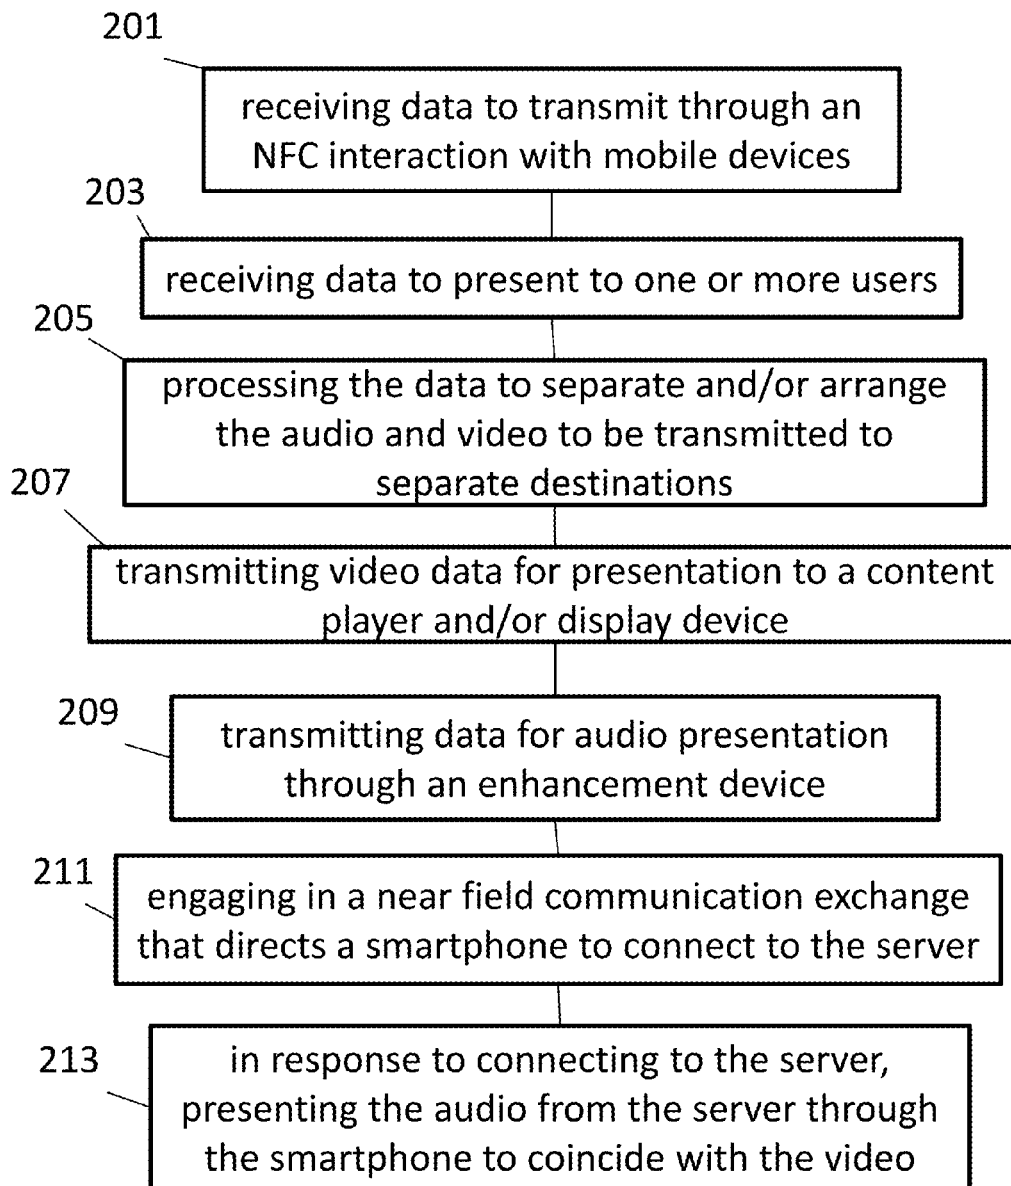 201
receiving data to transmit through an
NFC interaction with mobile devices
203
receiving data to present to one or more users
205
processing the data to separate and/or arrange
the audio and video to be transmitted to
separate destinations
207
transmitting video data for presentation to a content
player and/or display device
209
transmitting data for audio presentation
through an enhancement device
211
engaging in a near field communication exchange
that directs a smartphone to connect to the server
213
in response to connecting to the server,
presenting the audio from the server through
the smartphone to coincide with the video